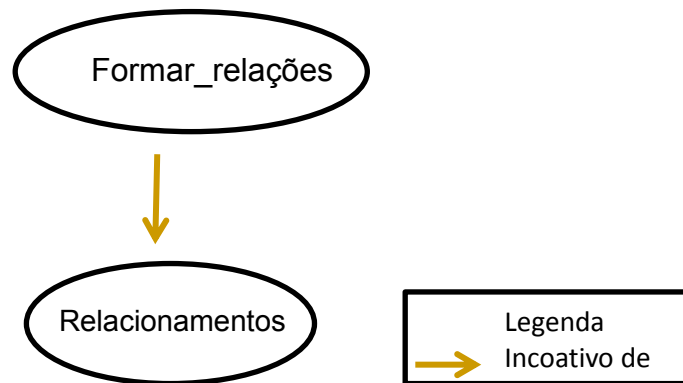 Formar_relações
Relacionamentos
Legenda
Incoativo de